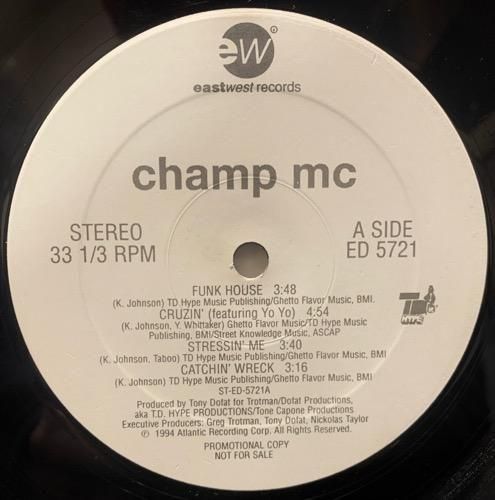 ew
eastwest records
champ mc
STEREO
33 1/3 RPM
A SIDE
ED 5721
FUNK HOUSE 3:48
(K. Johnson) TD Hype Music Publishing/Ghetto Flavor Music, BMI.
CRUZIN' (featuring Yo Yo) 4:54
(K. Johnson, Y. Whittaker) Ghetto Flavor Music/TD Hype Music
Publishing, BMI/Street Knowledge Music, ASCAP
STRESSIN' ME 3:40
(K. Johnson, Taboo) TD Hype Music Publishing/Ghetto Flavor Music, BMI
CATCHIN' WRECK 3:16
(K. Johnson) TD Hype Music Publishing/Ghetto Flavor Music, BMI
ST-ED-5721A
Produced by Tony Dofat for Trotman/Dofat Productions,
aka T.D. HYPE PRODUCTIONS/Tone Capone Productions
Executive Producers: Greg Trotman, Tony Dofat, Nickolas Taylor
℗ 1994 Atlantic Recording Corp. All Rights Reserved.
PROMOTIONAL COPY
NOT FOR SALE